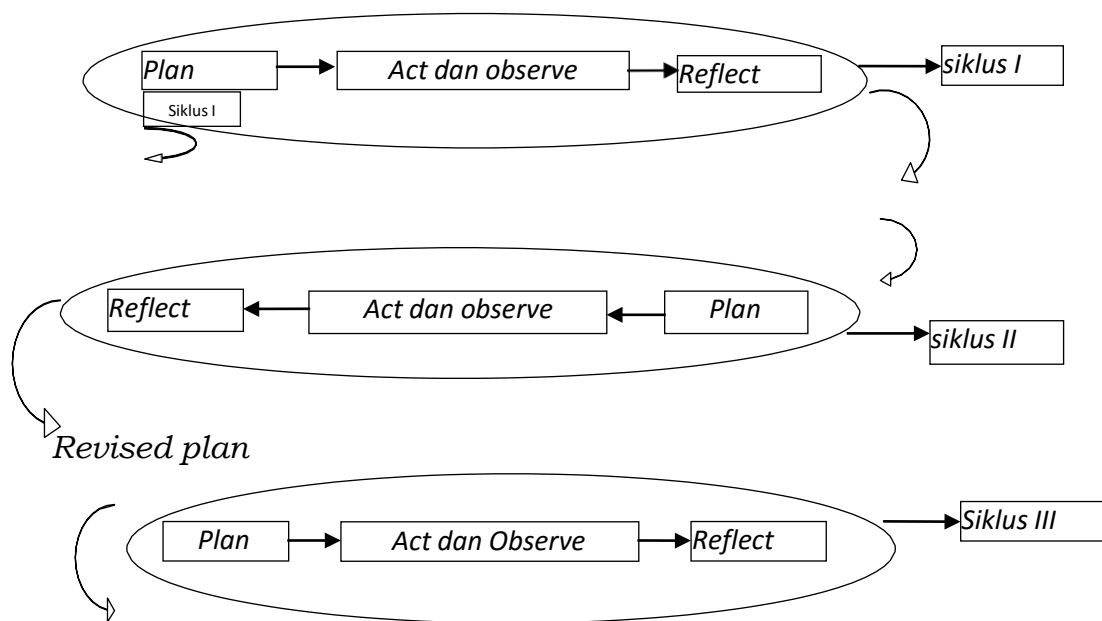 Plan Act dan observe Reflect siklus I
Siklus I
Reflect Act dan observe Plan
siklus II
Revised plan
Siklus III
Plan Act dan Observe Reflect